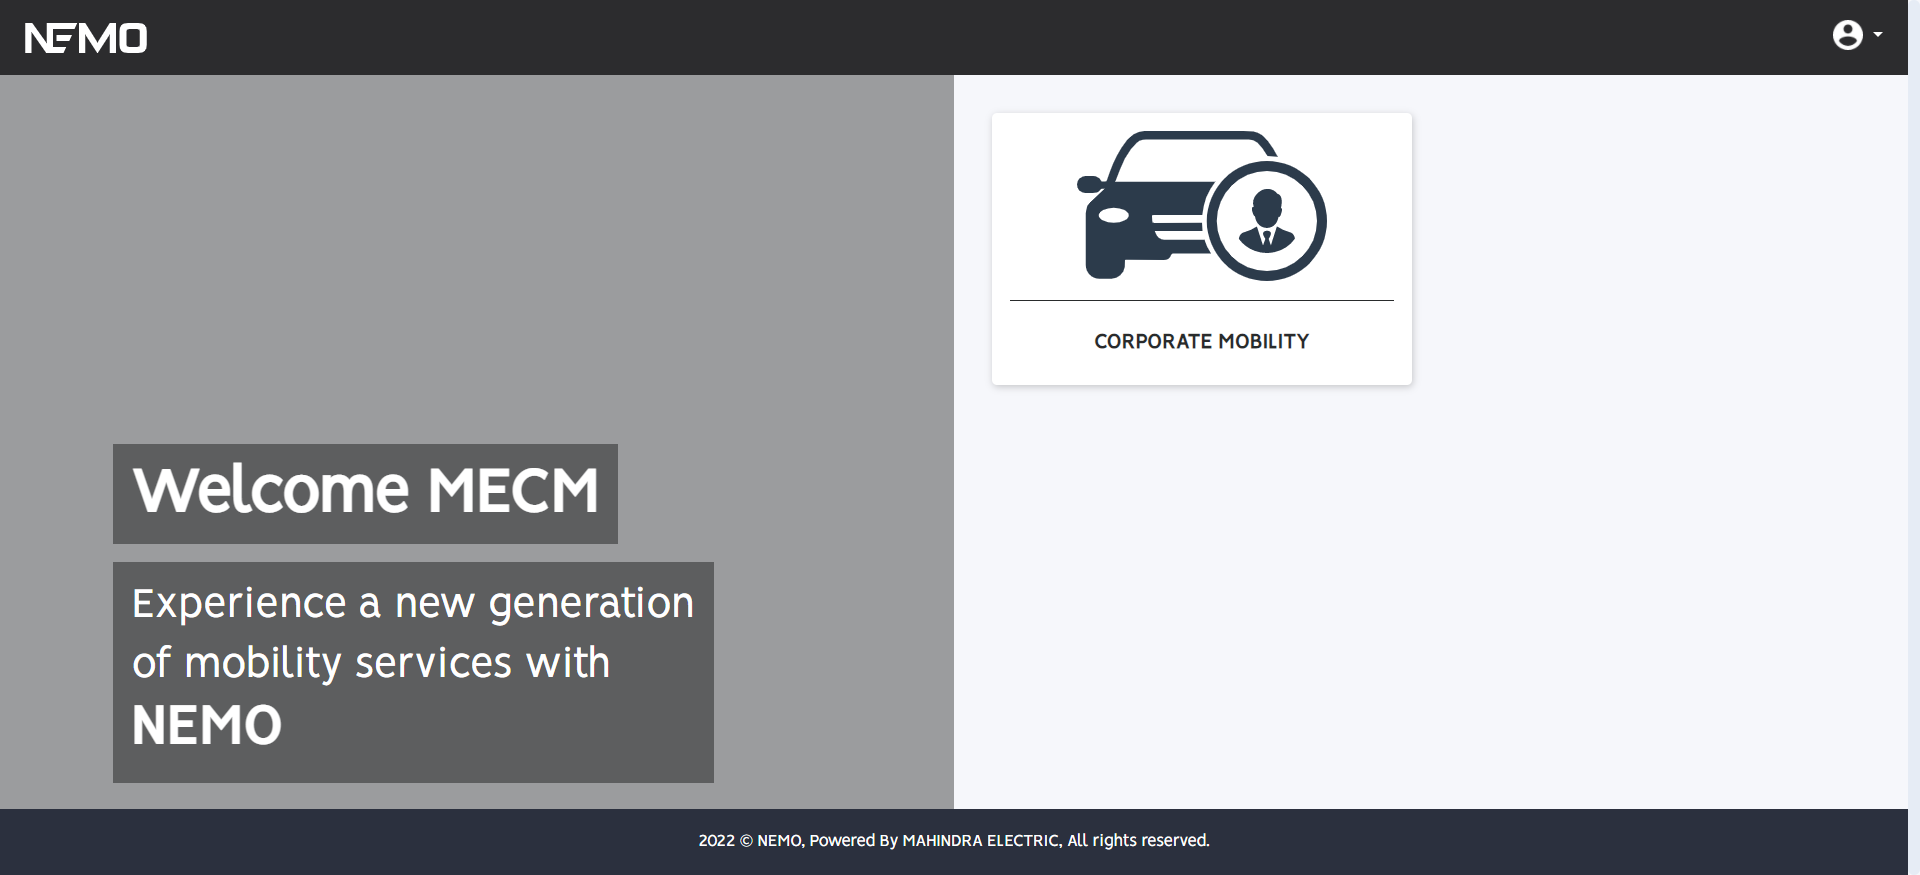 NEMO
CORPORATE MOBILITY
Welcome MECM
Experience a new generation
of mobility services with
NEMO
2022 © NEMO, Powered By MAHINDRA ELECTRIC, All rights reserved.